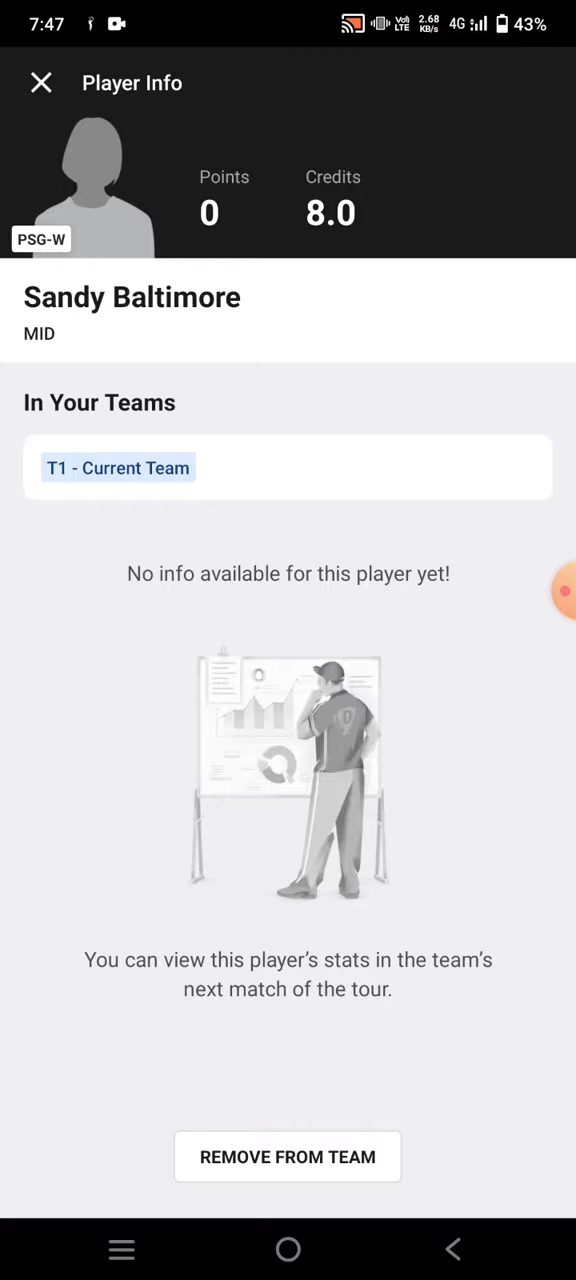 7:47
Vo) LTE 2.68 KB/s 4G 43%
Player Info
Points Credits
0 8.0
PSG-W
Sandy Baltimore
MID
In Your Teams
T1 - Current Team
No info available for this player yet!
You can view this player's stats in the team's
next match of the tour.
REMOVE FROM TEAM